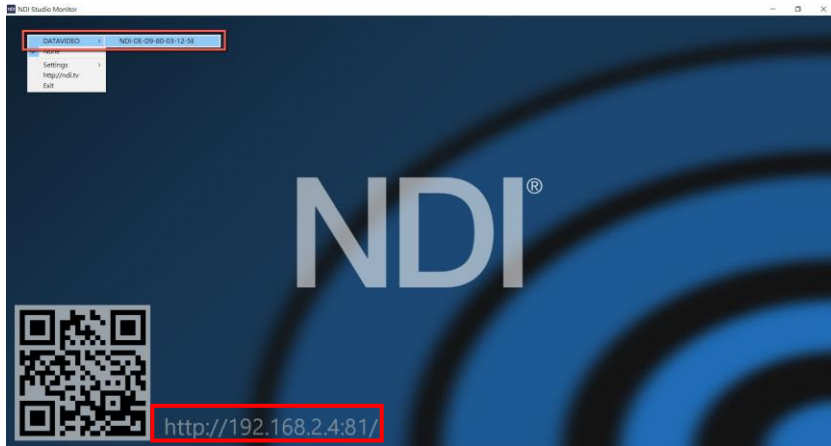 NDI Studio Monitor
DATAVIDEO > NDI-DE-D9-80-03-12-5E
None
Settings >
http://ndi.tv
Exit
NDI®
http://192.168.2.4:81/